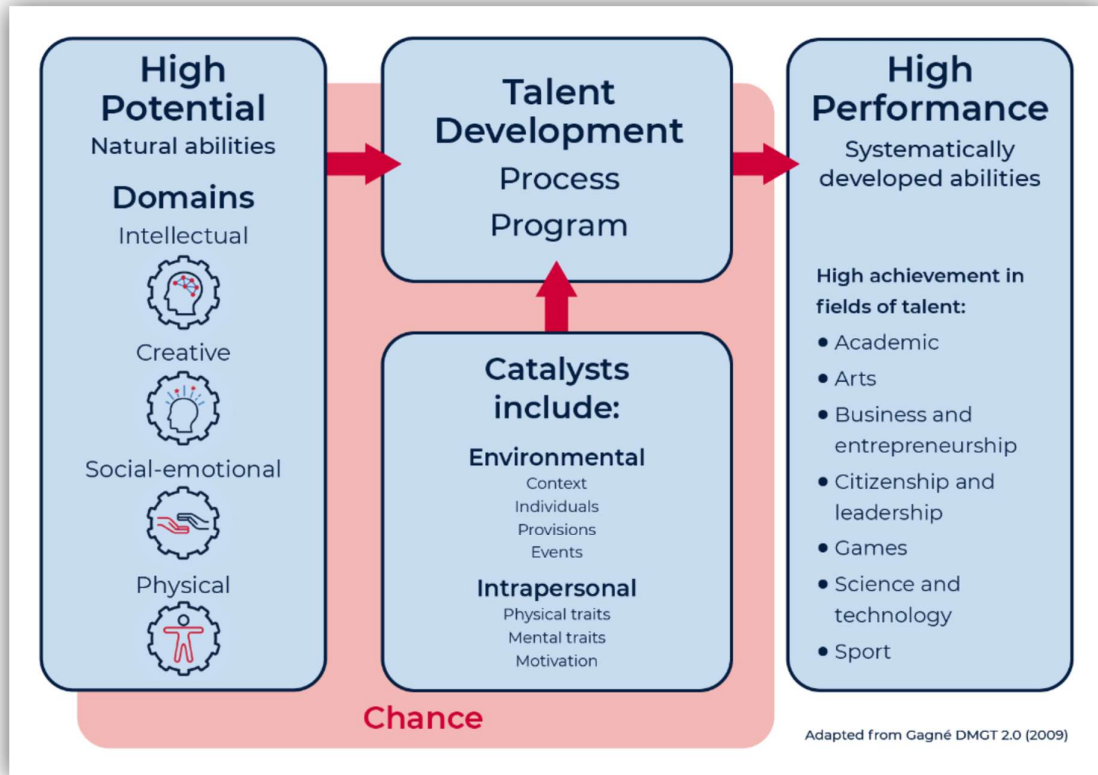 High
Potential
Natural abilities
Domains
Intellectual
Creative
Social-emotional
Physical
Talent
Development
Process
Program
Catalysts
include:
Environmental
Context
Individuals
Provisions
Events
Intrapersonal
Physical traits
Mental traits
Motivation
Chance
High
Performance
Systematically
developed abilities
High achievement in
fields of talent:
• Academic
• Arts
• Business and
entrepreneurship
• Citizenship and
leadership
• Games
• Science and
technology
• Sport
Adapted from Gagné DMGT 2.0 (2009)